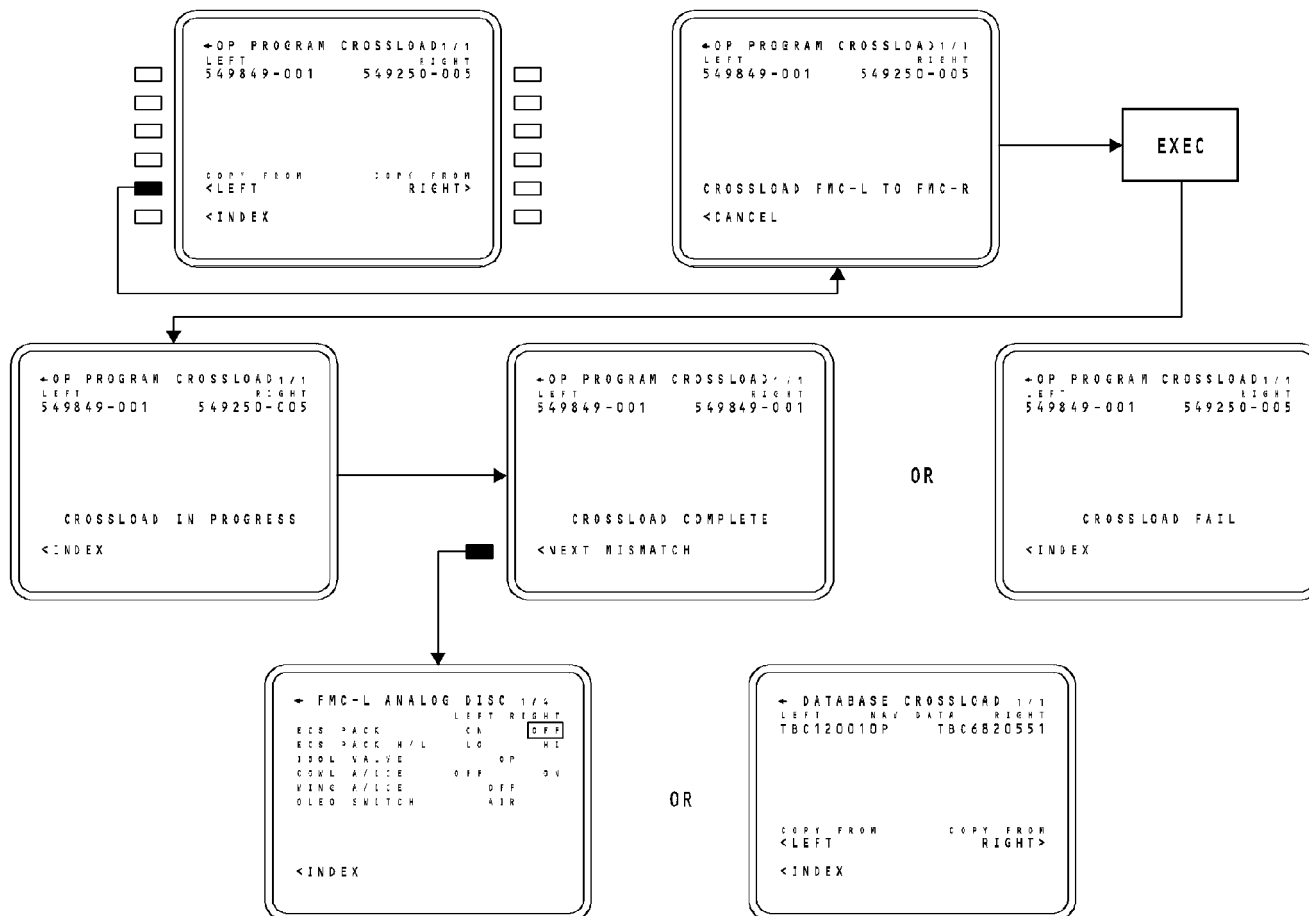 ←OP PROGRAM CROSSLOAD 1/1
LEFT RIGHT
549849-001 549250-005
COPY FROM COPY FROM
<LEFT RIGHT>
<INDEX
←OP PROGRAM CROSSLOAD 1/1
LEFT RIGHT
549849-001 549250-005
CROSSLOAD FMC-L TO FMC-R
<CANCEL
EXEC
←OP PROGRAM CROSSLOAD 1/1
LEFT RIGHT
549849-001 549250-005
CROSSLOAD IN PROGRESS
<INDEX
←OP PROGRAM CROSSLOAD 1/1
LEFT RIGHT
549849-001 549849-001
CROSSLOAD COMPLETE
<NEXT MISMATCH
OR
←OP PROGRAM CROSSLOAD 1/1
LEFT RIGHT
549849-001 549250-005
CROSSLOAD FAIL
<INDEX
← FMC-L ANALOG DISC 1/4
LEFT RIGHT
ECS PACK ON OFF
ECS PACK H/L LO HI
ISOL VALVE OP
COWL A/ICE OFF ON
WING A/ICE OFF
OLEO SWITCH AIR
<INDEX
OR
← DATABASE CROSSLOAD 1/1
LEFT NAV DATA RIGHT
TBC120010P TBC6820551
COPY FROM COPY FROM
<LEFT RIGHT>
<INDEX